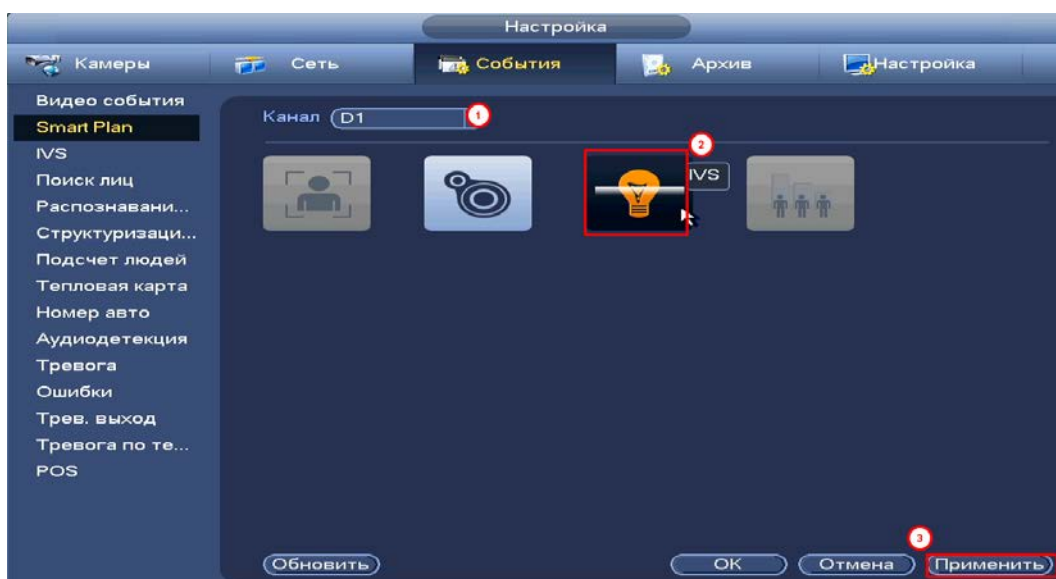 Настройка
Камеры Сеть События Архив Настройка
Видео события
Smart Plan
IVS
Поиск лиц
Распознавани...
Структуризаци...
Подсчет людей
Тепловая карта
Номер авто
Аудиодетекция
Тревога
Ошибки
Трев. выход
Тревога по те...
POS
Канал D1 1
2
IVS
3
Обновить OK Отмена Применить